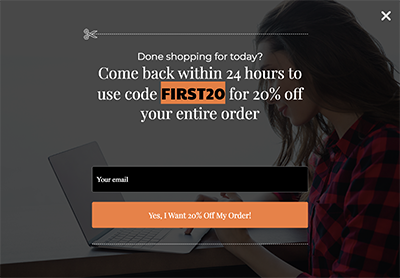 Done shopping for today?
Come back within 24 hours to
use code FIRST20 for 20% off
your entire order
Your email
Yes, I Want 20% Off My Order!